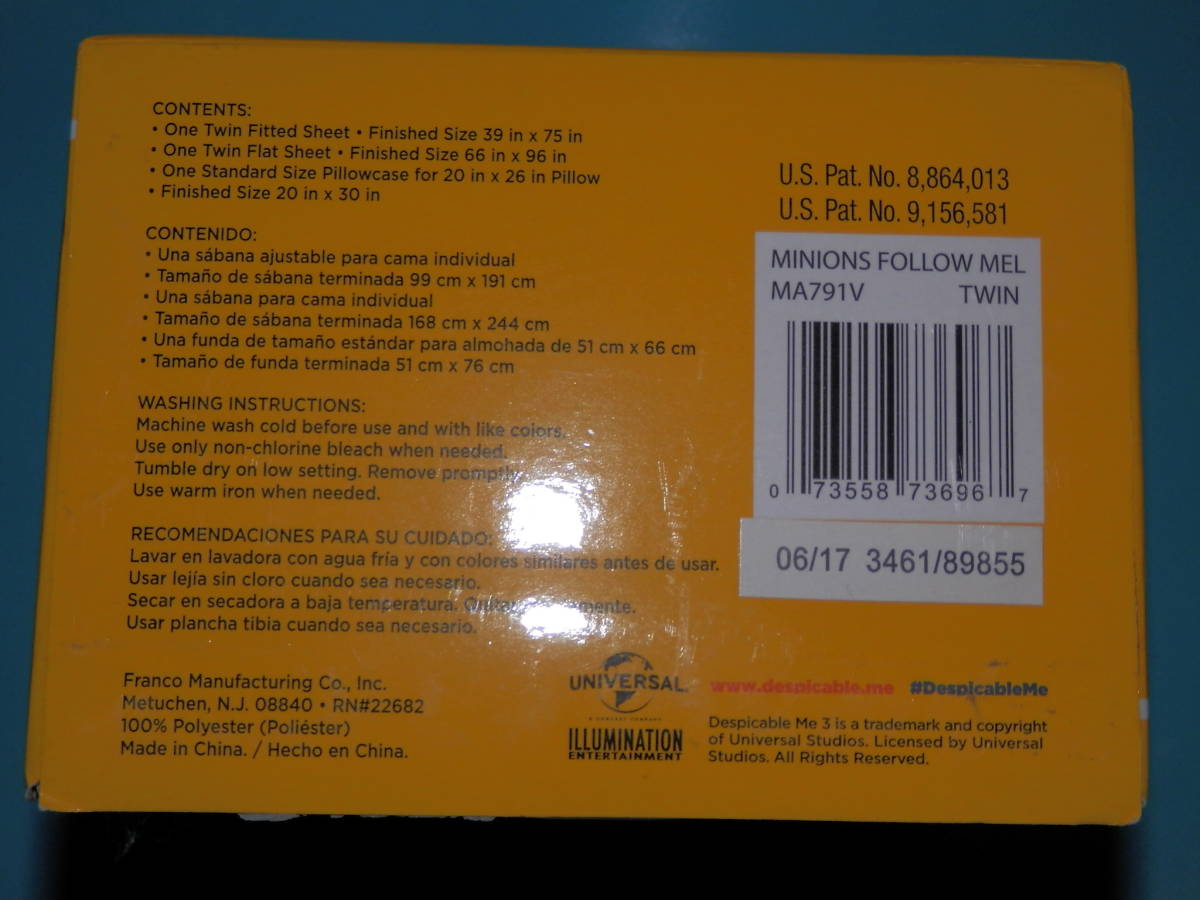 CONTENTS:
• One Twin Fitted Sheet • Finished Size 39 in x 75 in
• One Twin Flat Sheet • Finished Size 66 in x 96 in
• One Standard Size Pillowcase for 20 in x 26 in Pillow
• Finished Size 20 in x 30 in
CONTENIDO:
• Una sábana ajustable para cama individual
• Tamaño de sábana terminada 99 cm x 191 cm
• Una sábana para cama individual
• Tamaño de sábana terminada 168 cm x 244 cm
• Una funda de tamaño estándar para almohada de 51 cm x 66 cm
• Tamaño de funda terminada 51 cm x 76 cm
WASHING INSTRUCTIONS:
Machine wash cold before use and with like colors.
Use only non-chlorine bleach when needed.
Tumble dry on low setting. Remove promptly
Use warm iron when needed.
RECOMENDACIONES PARA SU CUIDADO:
Lavar en lavadora con agua fría y con colores similares antes de usar.
Usar lejía sin cloro cuando sea necesario.
Secar en secadora a baja temperatura.
Usar plancha tibia cuando sea necesario.
Franco Manufacturing Co., Inc.
Metuchen, N.J. 08840 • RN#22682
100% Polyester (Poliéster)
Made in China. / Hecho en China.
U.S. Pat. No. 8,864,013
U.S. Pat. No. 9,156,581
MINIONS FOLLOW MEL
MA791V TWIN
0 73558 73696 7
06/17 3461/89855
UNIVERSAL
A COMCAST COMPANY
ILLUMINATION
ENTERTAINMENT
www.despicable.me #DespicableMe
Despicable Me 3 is a trademark and copyright
of Universal Studios. Licensed by Universal
Studios. All Rights Reserved.